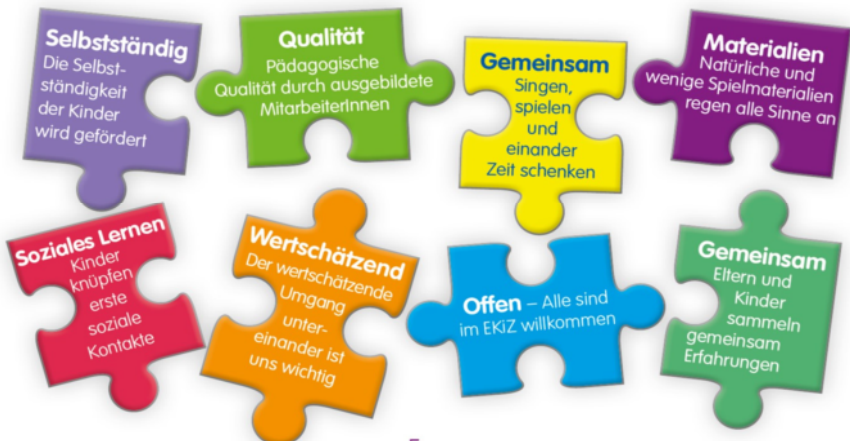 Selbstständig
Die Selbst-
ständigkeit
der Kinder
wird gefördert
Qualität
Pädagogische
Qualität durch ausgebildete
MitarbeiterInnen
Gemeinsam
Singen,
spielen
und
einander
Zeit schenken
Materialien
Natürliche und
wenige Spielmaterialien
regen alle Sinne an
Soziales Lernen
Kinder
knüpfen
erste
soziale
Kontakte
Wertschätzend
Der wertschätzende
Umgang
unter-
einander ist
uns wichtig
Offen – Alle sind
im EKiZ willkommen
Gemeinsam
Eltern und
Kinder
sammeln
gemeinsam
Erfahrungen